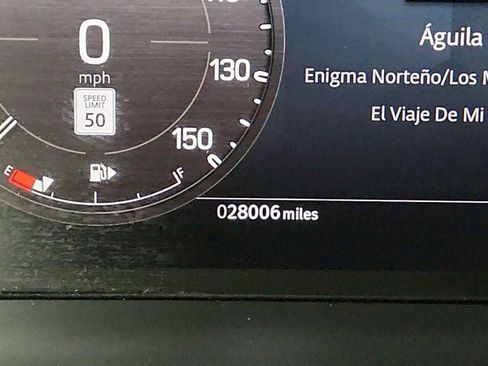 0
mph
SPEED
LIMIT
50
130
150
E
F
028006 miles
Águila
Enigma Norteño/Los
El Viaje De Mi